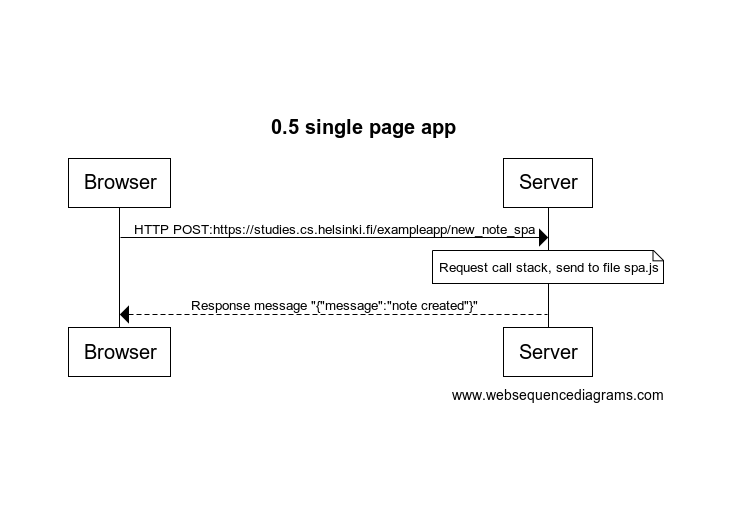 0.5 single page app
Browser
Server
HTTP POST:https://studies.cs.helsinki.fi/exampleapp/new_note_spa
Request call stack, send to file spa.js
Response message "{"message":"note created"}"
Browser
Server
www.websequencediagrams.com